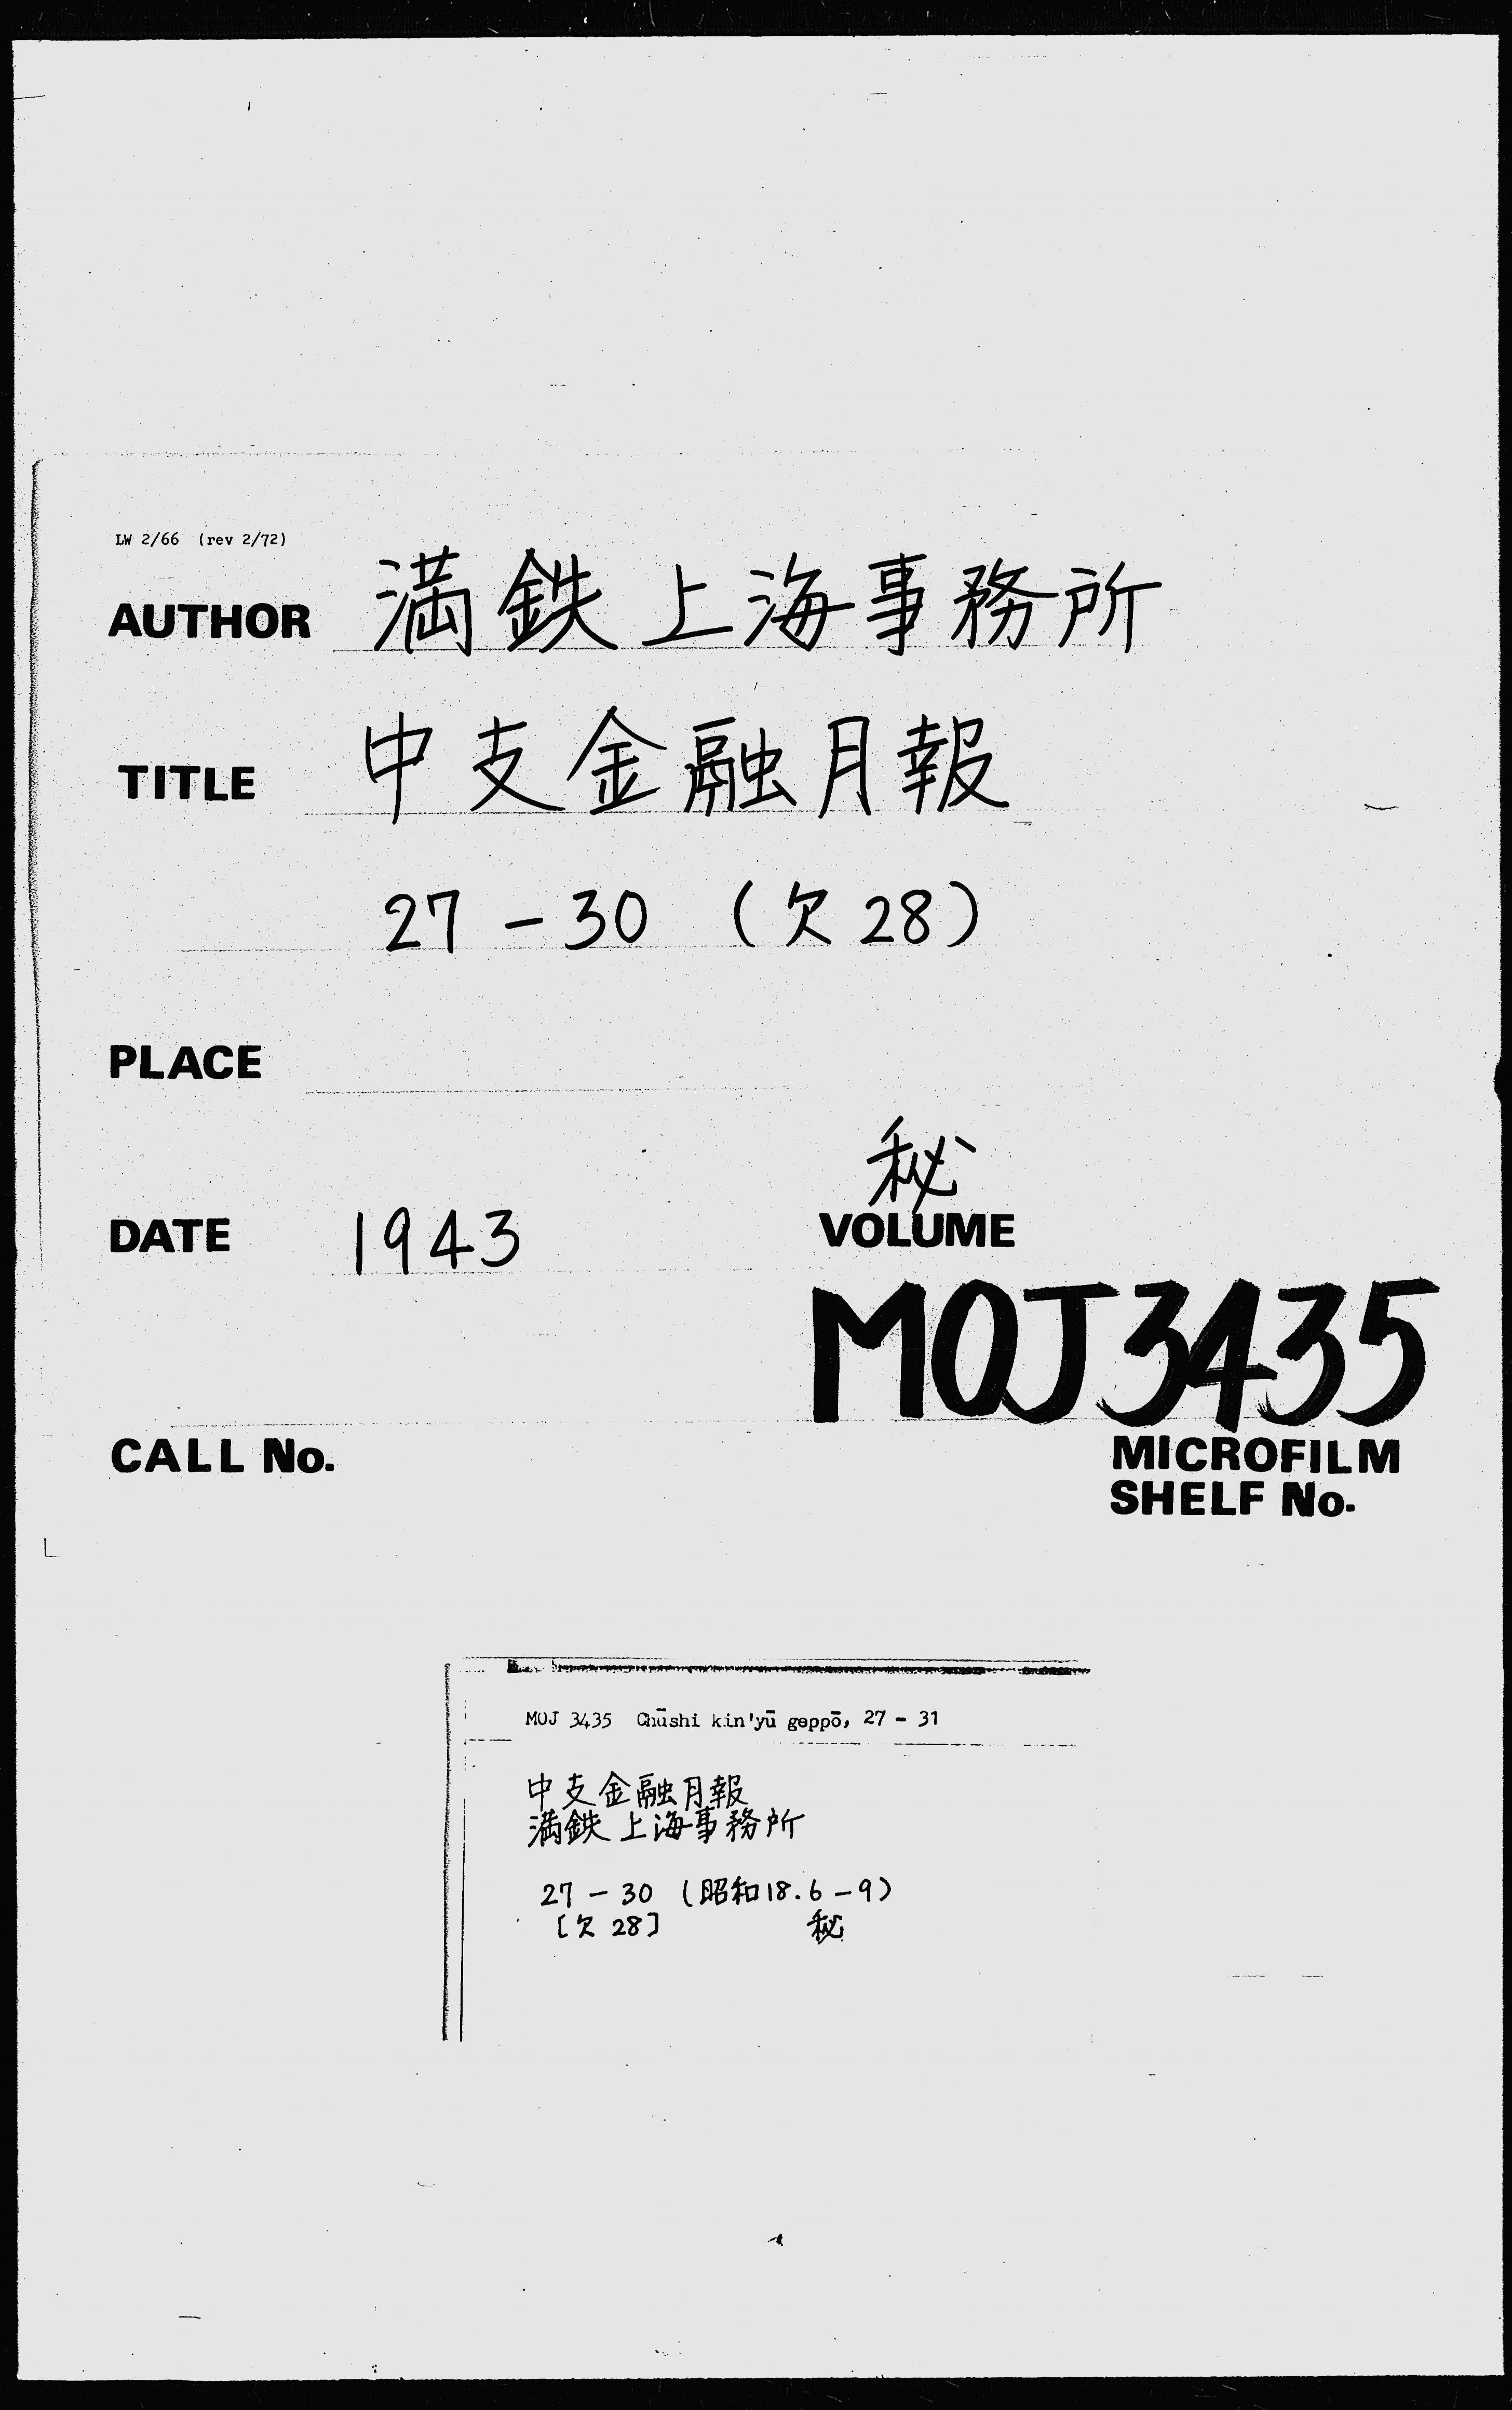 LW 2/66 (rev 2/72)
AUTHOR 満鉄上海事務所
TITLE 中支金融月報
27-30 (欠28)
PLACE
秘
DATE 1943 VOLUME
MOJ3435
CALL No. MICROFILM
SHELF No.
MOJ 3435 Chūshi kin'yū geppō, 27 - 31
中支金融月報
満鉄上海事務所
27-30 (昭和18.6-9)
[欠28] 秘